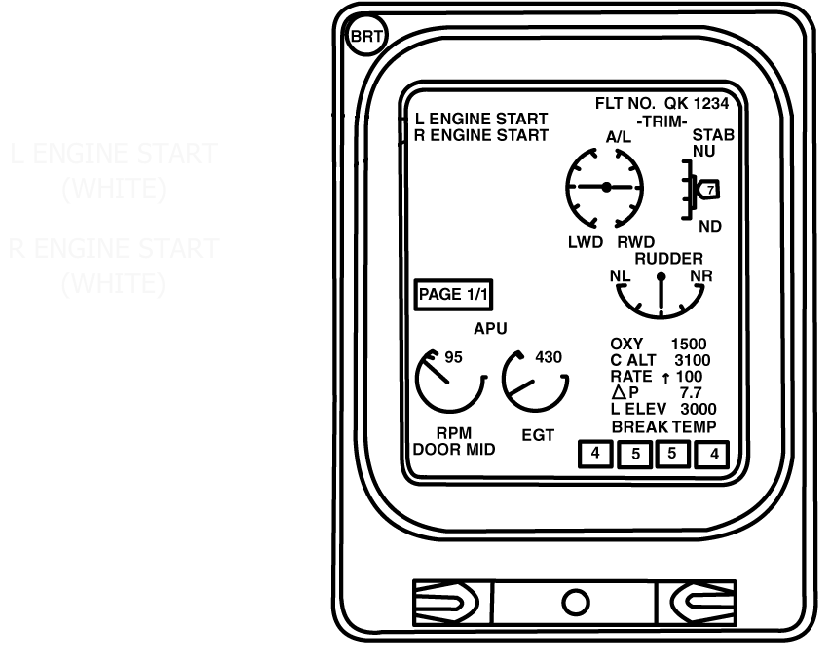 L ENGINE START
(WHITE)
R ENGINE START
(WHITE)
BRT
FLT NO. QK 1234
L ENGINE START
R ENGINE START
-TRIM-
A/L
STAB
NU
7
ND
LWD RWD
RUDDER
NL NR
PAGE 1/1
APU
95 430
RPM
DOOR MID
EGT
OXY 1500
C ALT 3100
RATE ↑ 100
△P 7.7
L ELEV 3000
BREAK TEMP
4 5 5 4